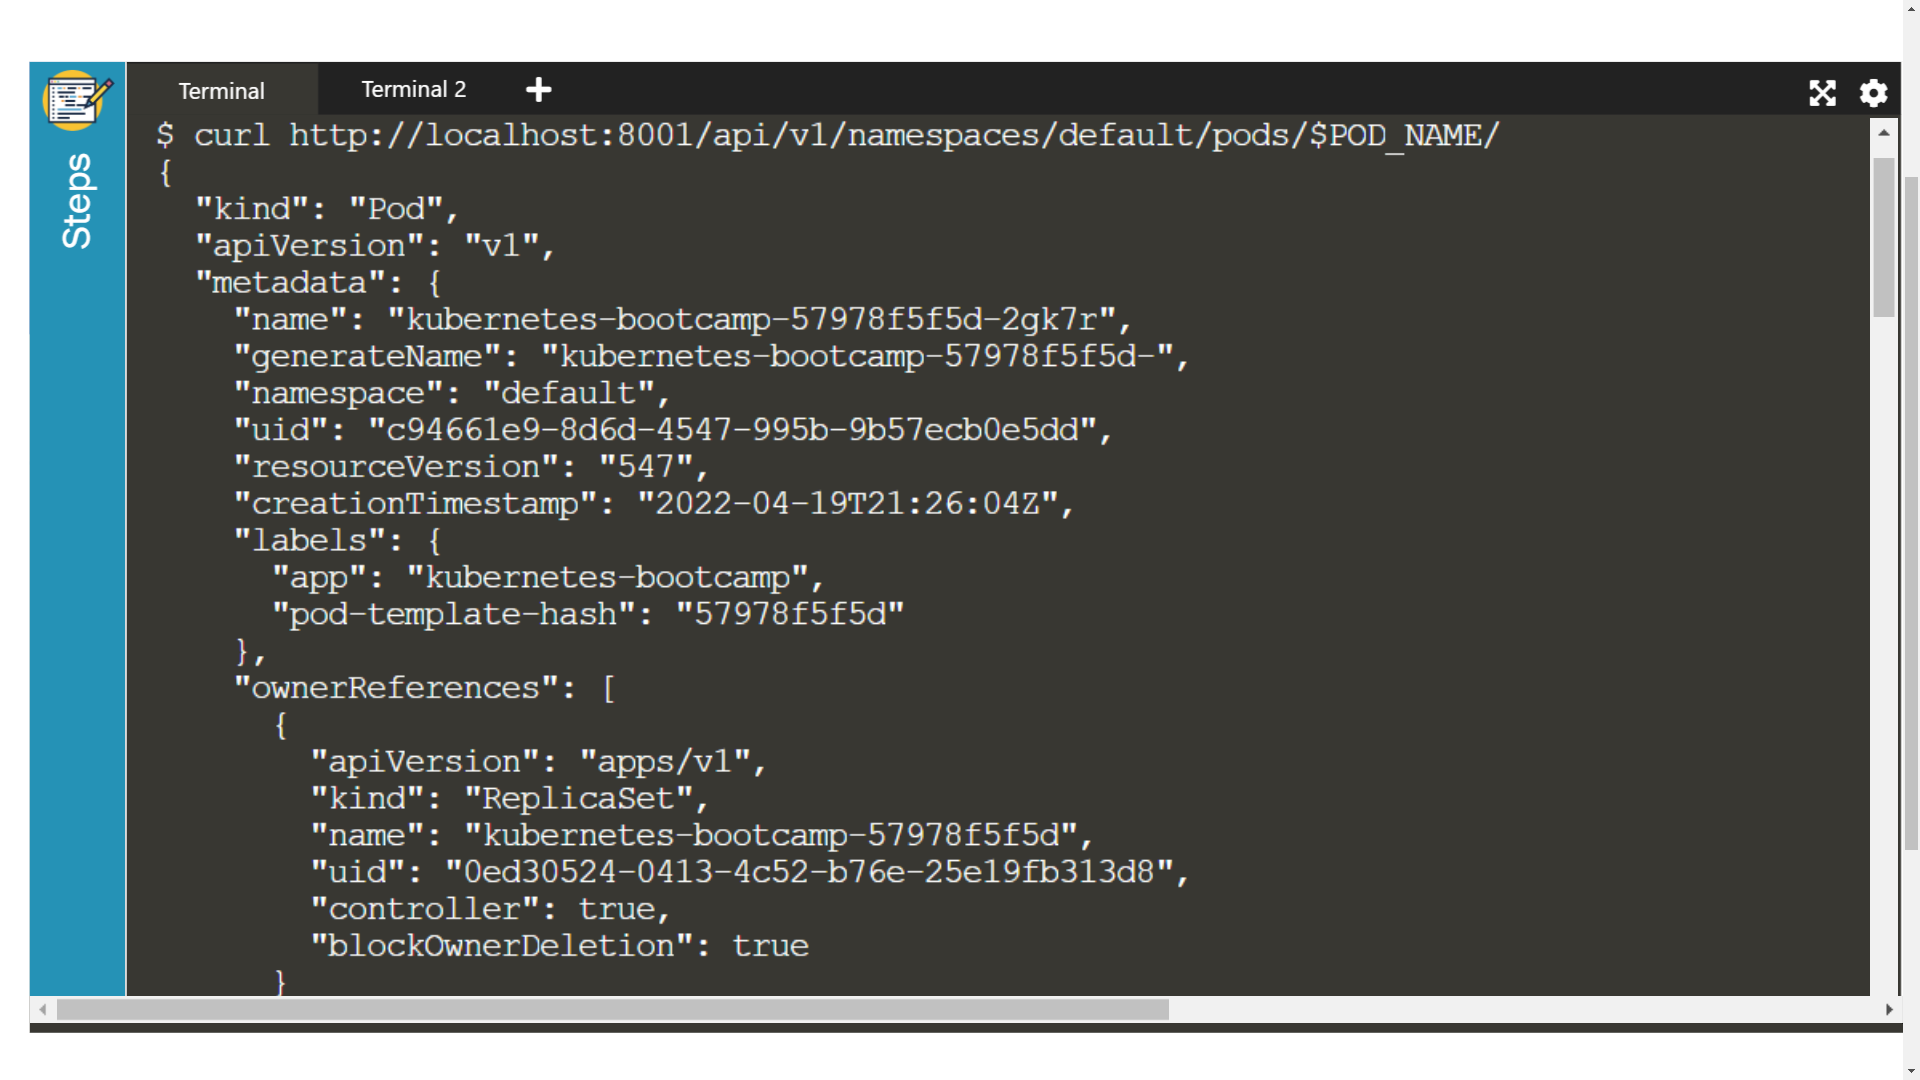 Terminal
Terminal 2
Steps
$ curl http://localhost:8001/api/v1/namespaces/default/pods/$POD_NAME/
{
  "kind": "Pod",
  "apiVersion": "v1",
  "metadata": {
    "name": "kubernetes-bootcamp-57978f5f5d-2gk7r",
    "generateName": "kubernetes-bootcamp-57978f5f5d-",
    "namespace": "default",
    "uid": "c94661e9-8d6d-4547-995b-9b57ecb0e5dd",
    "resourceVersion": "547",
    "creationTimestamp": "2022-04-19T21:26:04Z",
    "labels": {
      "app": "kubernetes-bootcamp",
      "pod-template-hash": "57978f5f5d"
    },
    "ownerReferences": [
      {
        "apiVersion": "apps/v1",
        "kind": "ReplicaSet",
        "name": "kubernetes-bootcamp-57978f5f5d",
        "uid": "0ed30524-0413-4c52-b76e-25e19fb313d8",
        "controller": true,
        "blockOwnerDeletion": true
      }